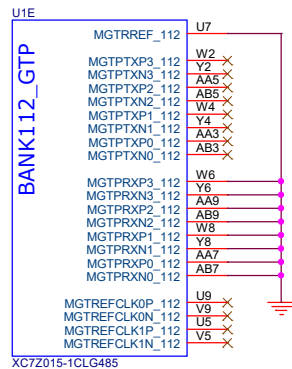 U1E
BANK112_GTP
MGTRREF_112 U7
MGTPTXP3_112 W2
MGTPTXN3_112 Y2
MGTPTXP2_112 AA5
MGTPTXN2_112 AB5
MGTPTXP1_112 W4
MGTPTXN1_112 Y4
MGTPTXP0_112 AA3
MGTPTXN0_112 AB3
MGTPRXP3_112 W6
MGTPRXN3_112 Y6
MGTPRXP2_112 AA9
MGTPRXN2_112 AB9
MGTPRXP1_112 W8
MGTPRXN1_112 Y8
MGTPRXP0_112 AA7
MGTPRXN0_112 AB7
MGTREFCLK0P_112 U9
MGTREFCLK0N_112 V9
MGTREFCLK1P_112 U5
MGTREFCLK1N_112 V5
XC7Z015-1CLG485